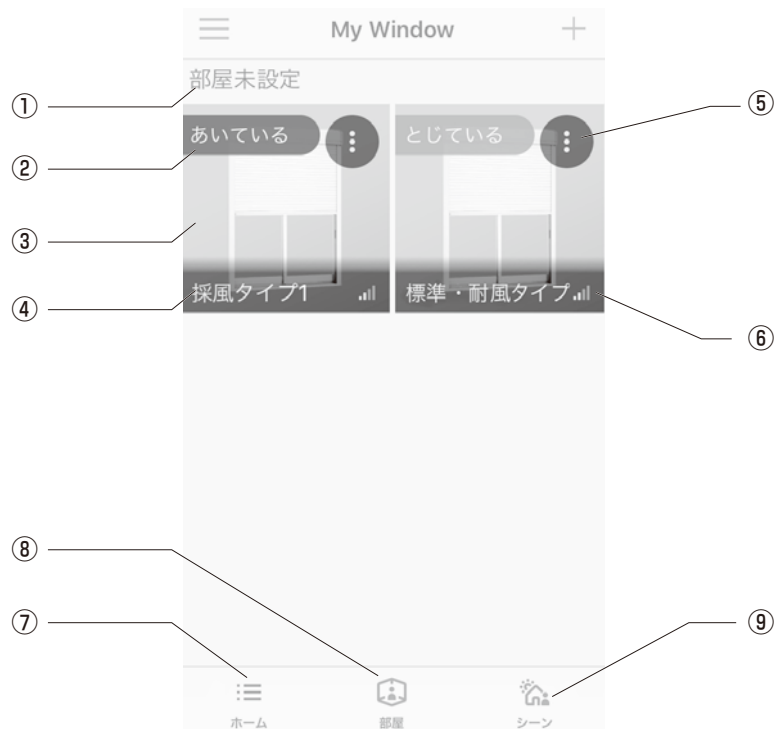 My Window
部屋未設定
①
⑤
あいている
とじている
②
③
④
採風タイプ1
標準・耐風タイプ
⑥
⑧
⑦
⑨
ホーム
部屋
シーン